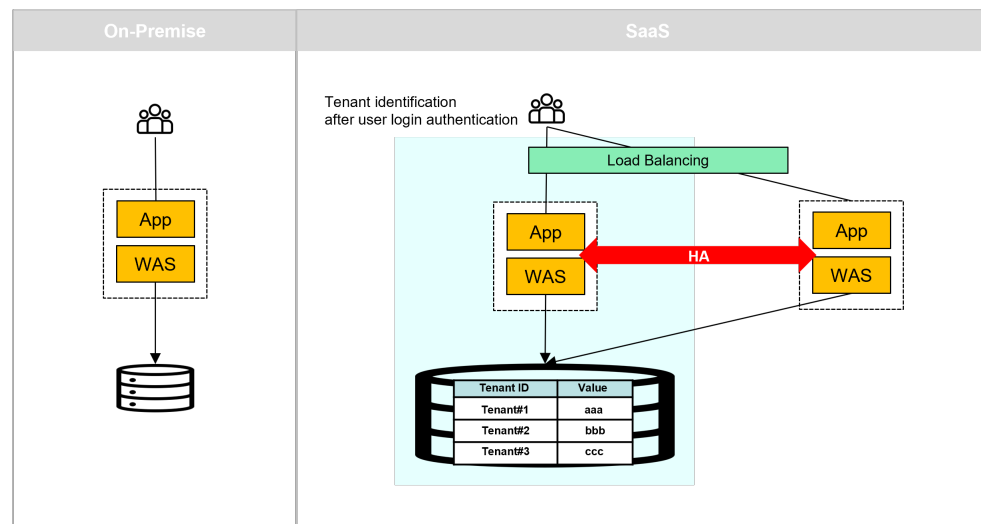 On-Premise
SaaS
Tenant identification
after user login authentication
Load Balancing
App
WAS
App
WAS
HA
App
WAS
Tenant ID Value
Tenant#1 aaa
Tenant#2 bbb
Tenant#3 ccc